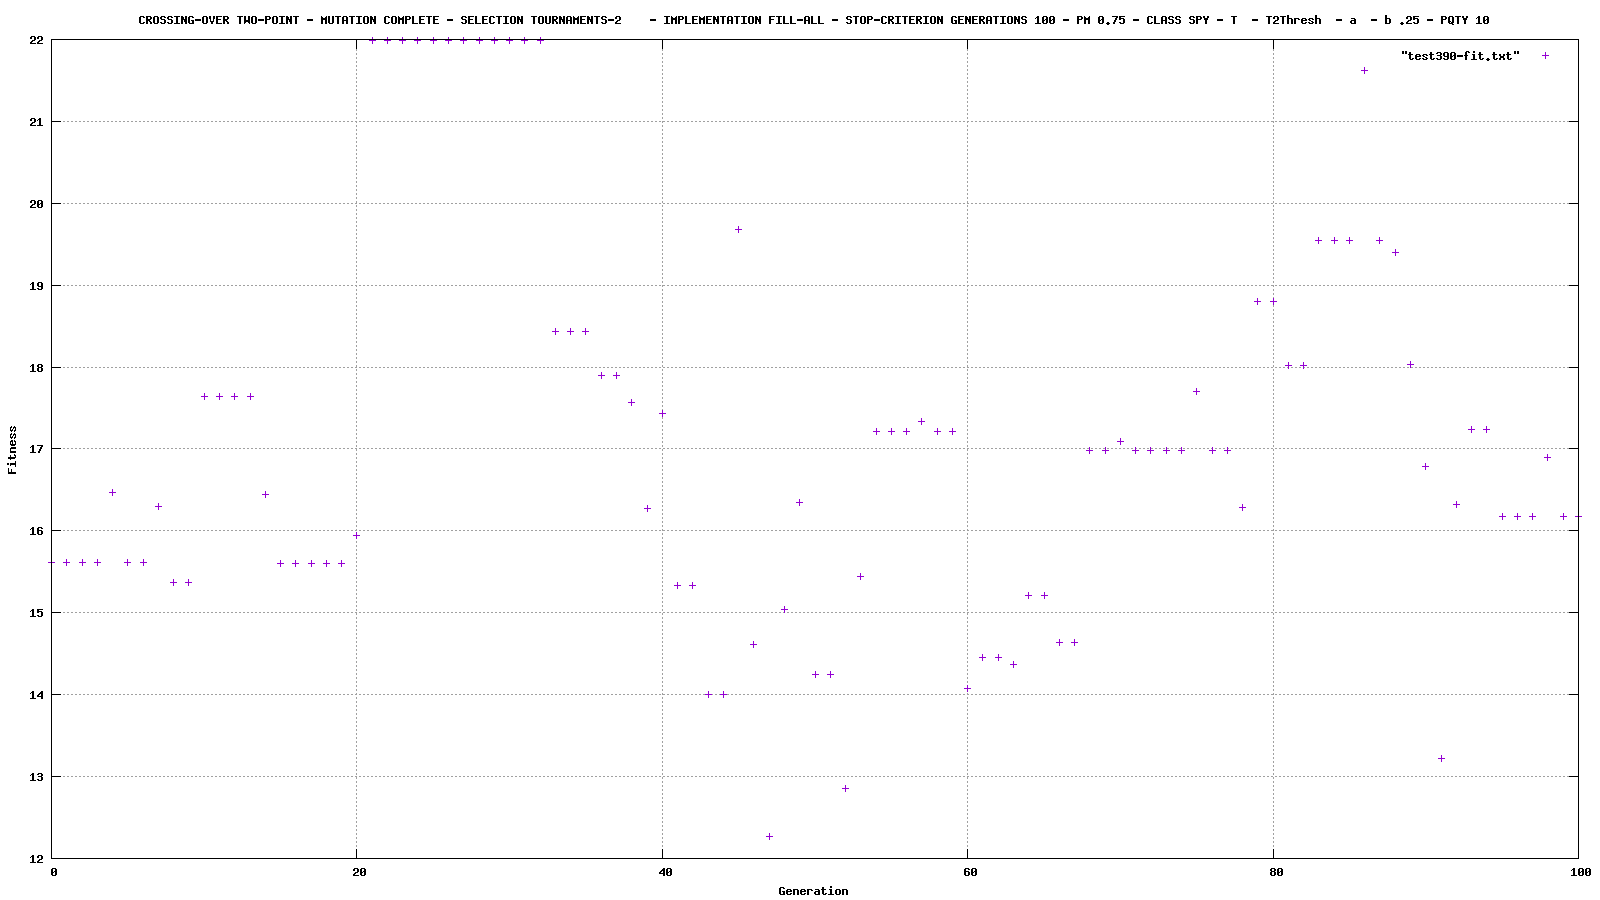 CROSSING-OVER TWO-POINT - MUTATION COMPLETE - SELECTION TOURNAMENTS-2    - IMPLEMENTATION FILL-ALL - STOP-CRITERION GENERATIONS 100 - PM 0.75 - CLASS SPY - T  - T2Thresh  - a  - b .25 - PQTY 10
"test390-fit.txt"
22
21
20
19
18
17
16
15
14
13
12
Fitness
0 20 40 60 80 100
Generation